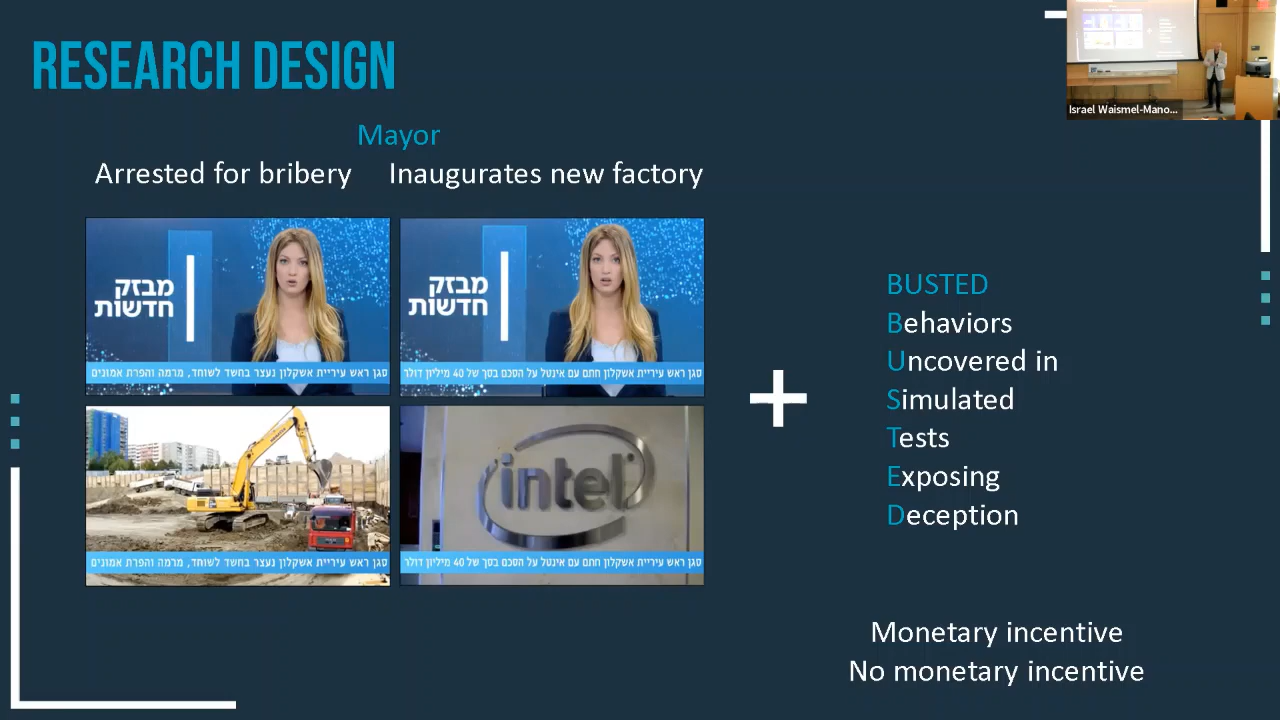 RESEARCH DESIGN
Mayor
Arrested for bribery
Inaugurates new factory
מבזק
חדשות
סגן ראש עיריית אשקלון נעצר בחשד לשוחד, מרמה והפרת אמונים
מבזק
חדשות
סגן ראש עיריית אשקלון חתם עם אינטל על הסכם בסך של 40 מיליון דולר
סגן ראש עיריית אשקלון נעצר בחשד לשוחד, מרמה והפרת אמונים
intel
סגן ראש עיריית אשקלון חתם עם אינטל על הסכם בסך של 40 מיליון דולר
+
BUSTED
Behaviors
Uncovered in
Simulated
Tests
Exposing
Deception
Monetary incentive
No monetary incentive
Israel Waismel-Mano...